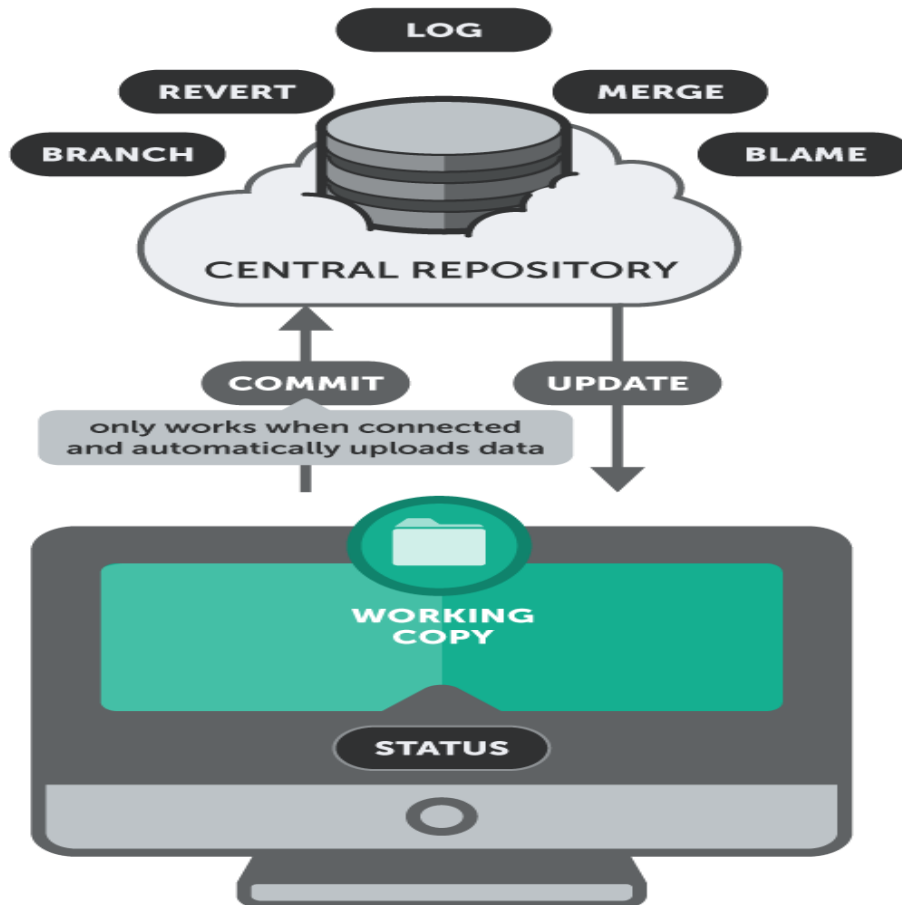 LOG
REVERT
MERGE
BRANCH
BLAME
CENTRAL REPOSITORY
COMMIT
UPDATE
only works when connected
and automatically uploads data
WORKING
COPY
STATUS